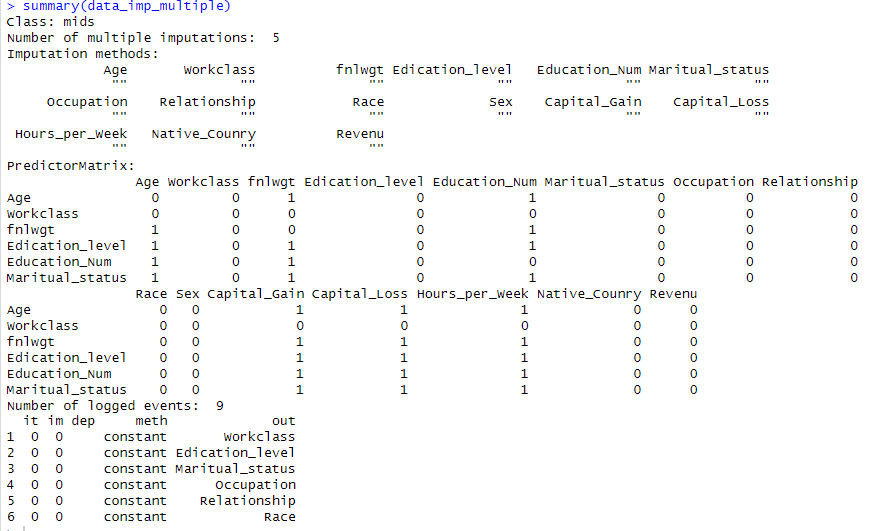 > summary(data_imp_multiple)
Class: mids
Number of multiple imputations:  5
Imputation methods:
Age Workclass fnlwgt Edication_level Education_Num Maritual_status
"" "" "" "" "" ""
Occupation Relationship Race Sex Capital_Gain Capital_Loss
"" "" "" "" "" ""
Hours_per_Week Native_Counry Revenu
"" "" ""
PredictorMatrix:
Age Workclass fnlwgt Edication_level Education_Num Maritual_status Occupation Relationship
Age 0 0 1 0 1 0 0 0
Workclass 0 0 0 0 0 0 0 0
fnlwgt 1 0 0 0 1 0 0 0
Edication_level 1 0 1 0 1 0 0 0
Education_Num 1 0 1 0 0 0 0 0
Maritual_status 1 0 1 0 1 0 0 0
Race Sex Capital_Gain Capital_Loss Hours_per_Week Native_Counry Revenu
Age 0 0 1 1 1 0 0
Workclass 0 0 0 0 0 0 0
fnlwgt 0 0 1 1 1 0 0
Edication_level 0 0 1 1 1 0 0
Education_Num 0 0 1 1 1 0 0
Maritual_status 0 0 1 1 1 0 0
Number of logged events:  9
it im dep meth out
1 0 0 constant Workclass
2 0 0 constant Edication_level
3 0 0 constant Maritual_status
4 0 0 constant Occupation
5 0 0 constant Relationship
6 0 0 constant Race